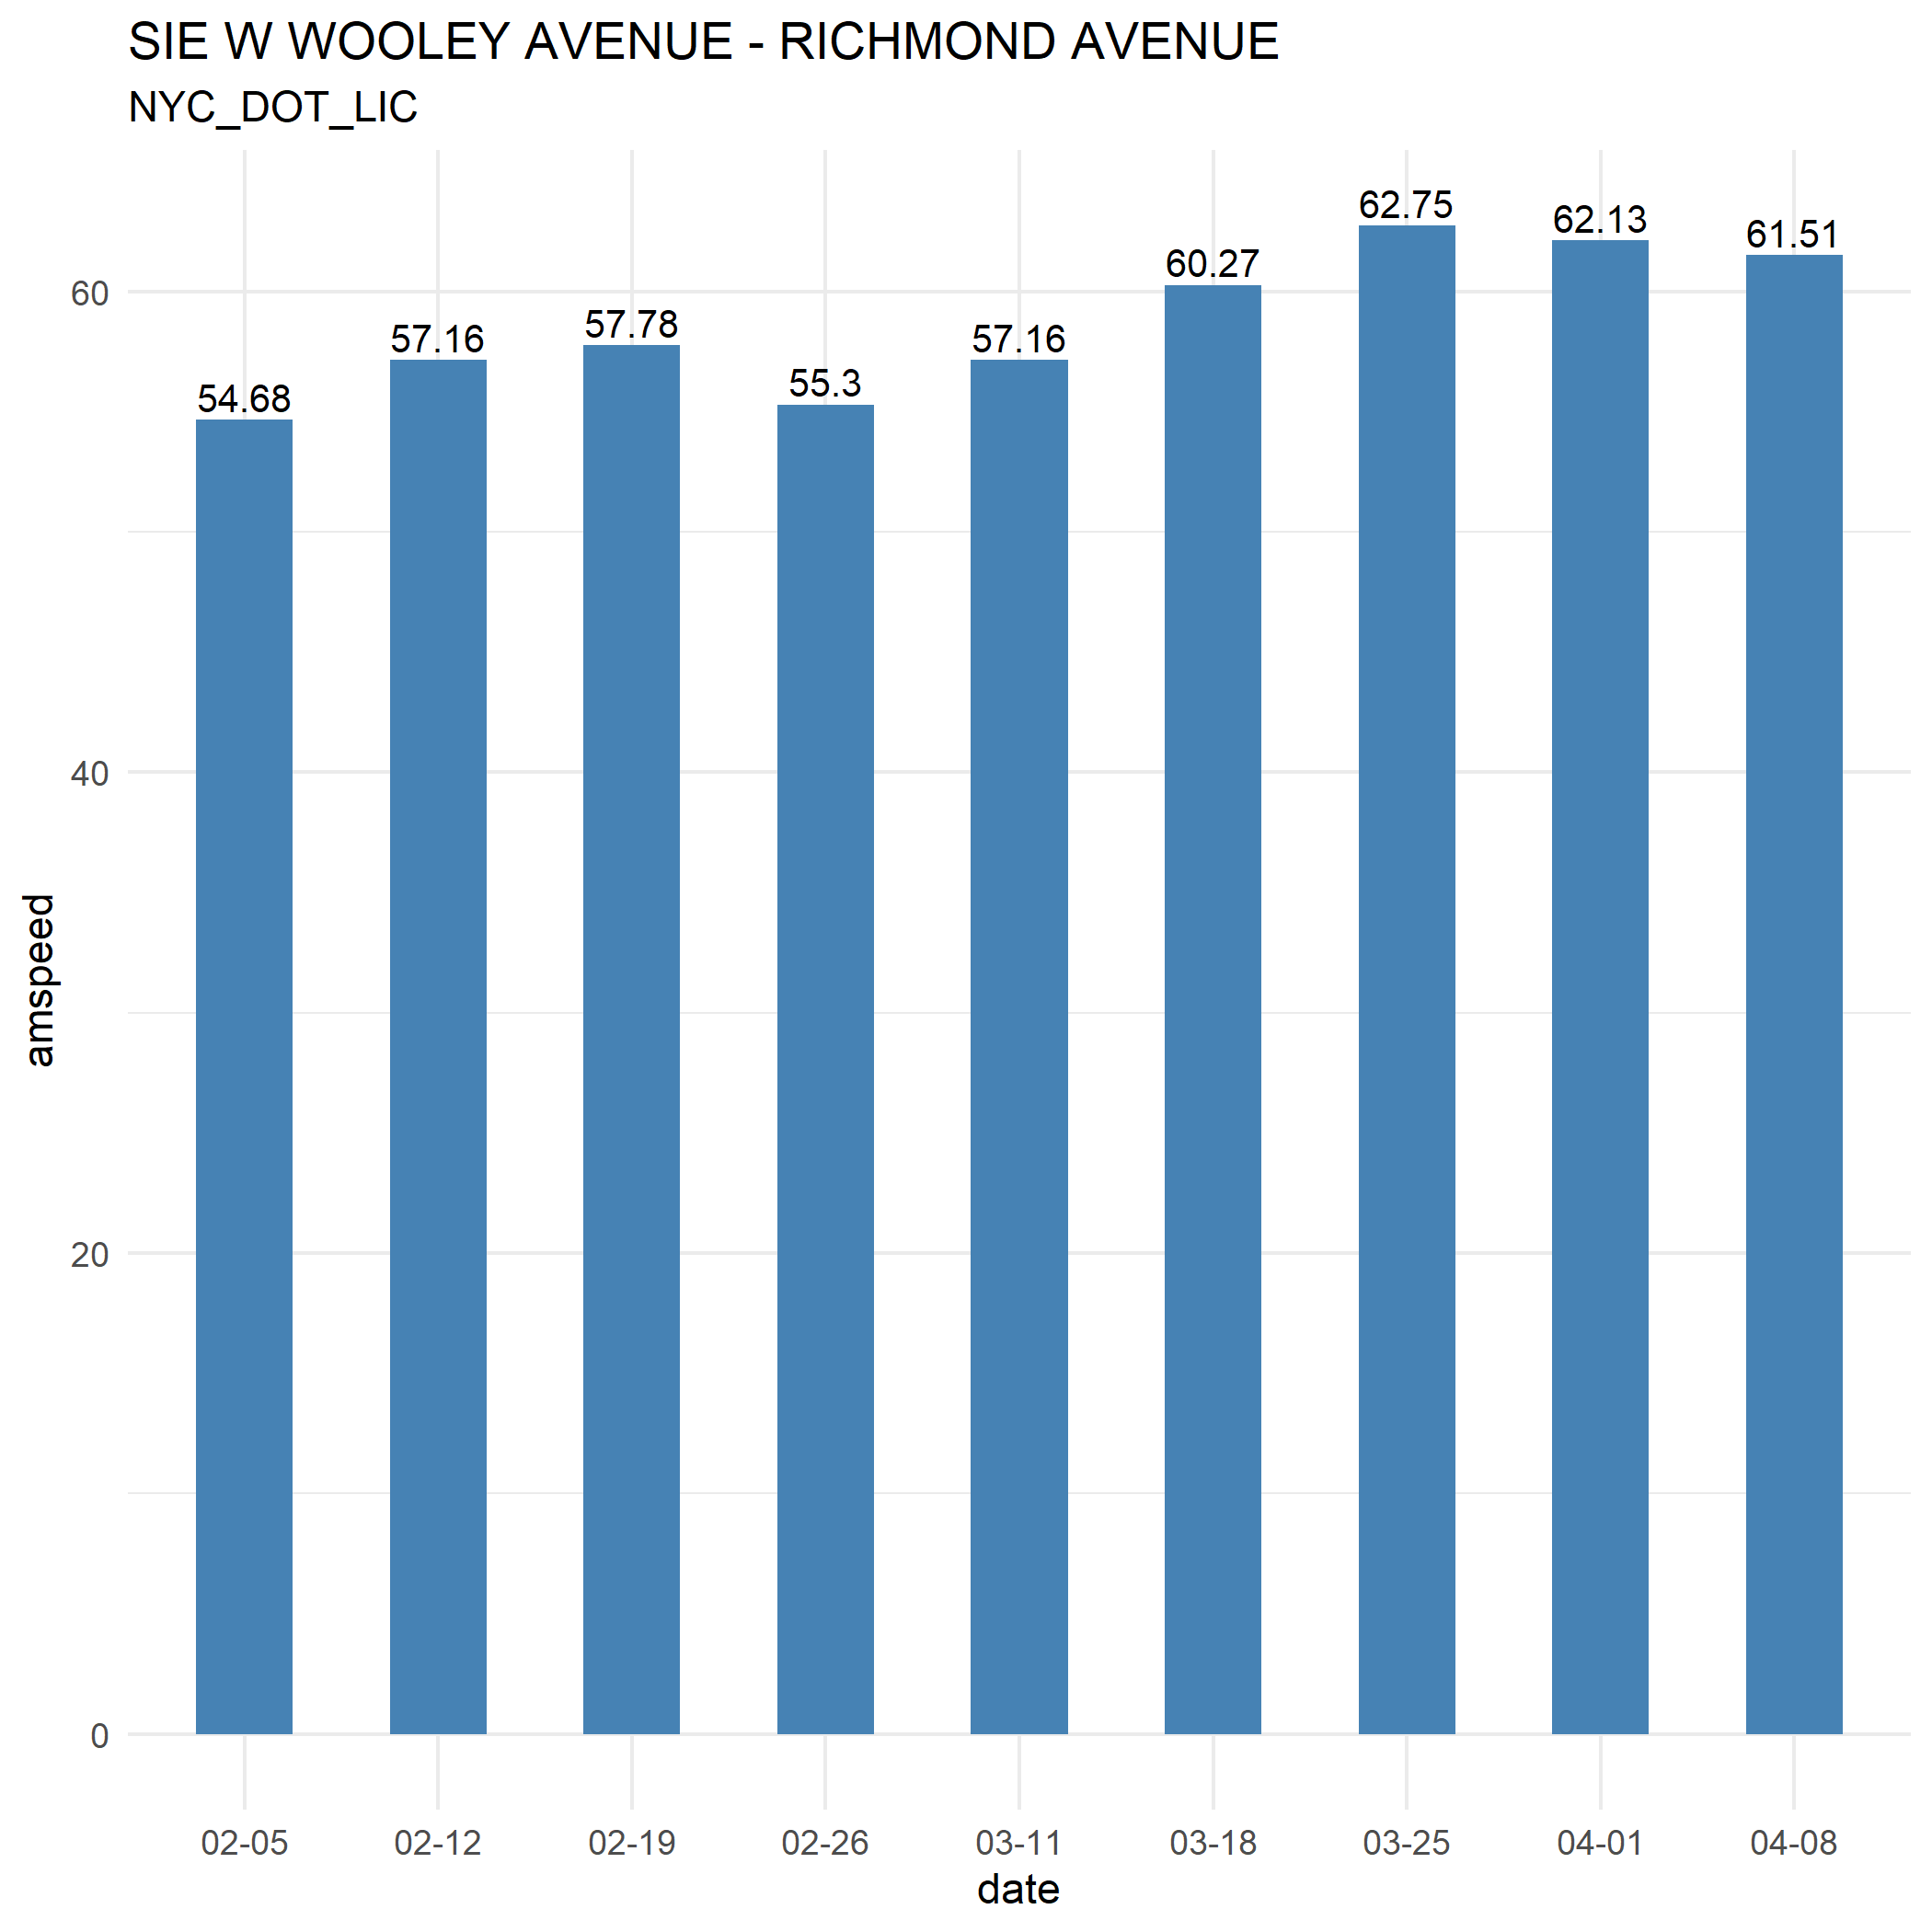 SIE W WOOLEY AVENUE - RICHMOND AVENUE
NYC_DOT_LIC
62.75
62.13
61.51
60.27
57.78
57.16
57.16
55.3
54.68
60
40
20
0
amspeed
02-05 02-12 02-19 02-26 03-11 03-18 03-25 04-01 04-08
date